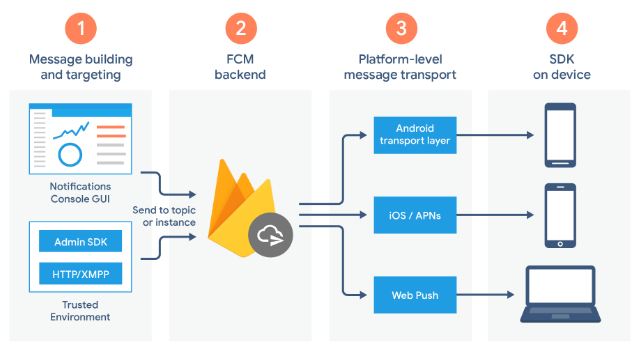 1
Message building
and targeting
2
FCM
backend
3
Platform-level
message transport
4
SDK
on device
Notifications
Console GUI
Send to topic
or instance
Admin SDK
HTTP/XMPP
Trusted
Environment
Android
transport layer
iOS / APNs
Web Push